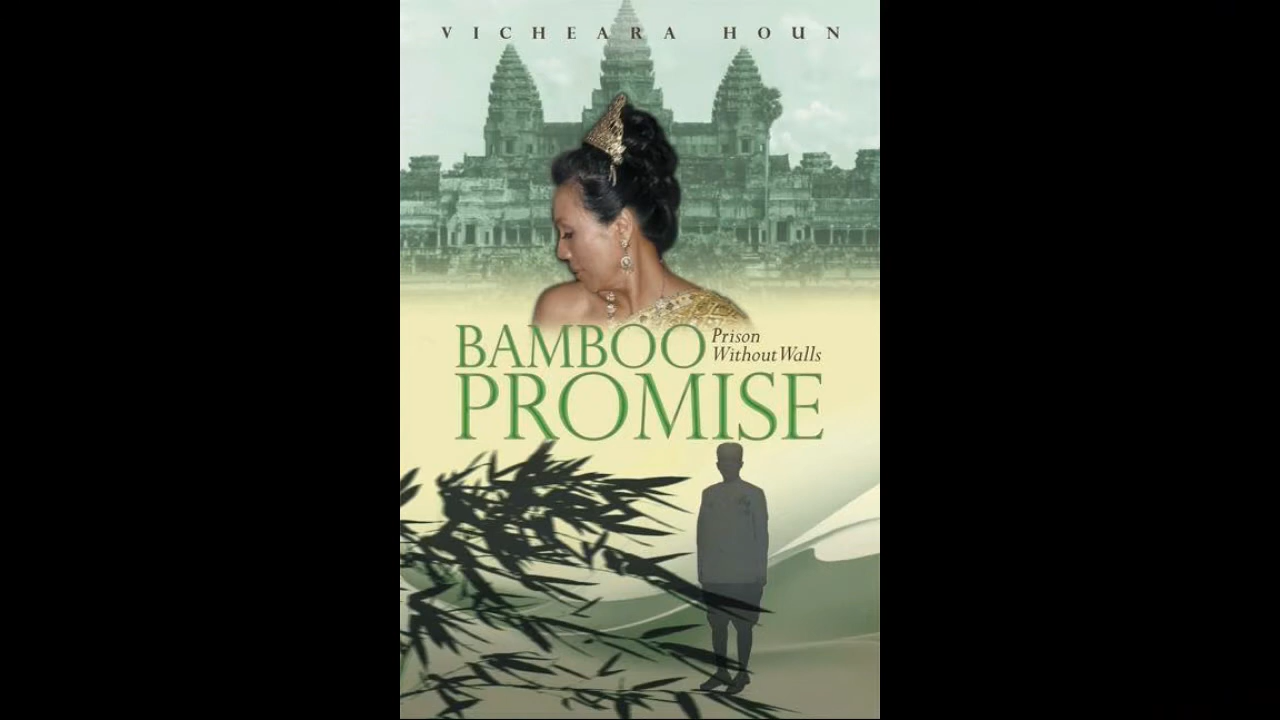 VICHEARA HOUN
BAMBOO
Prison
Without Walls
PROMISE